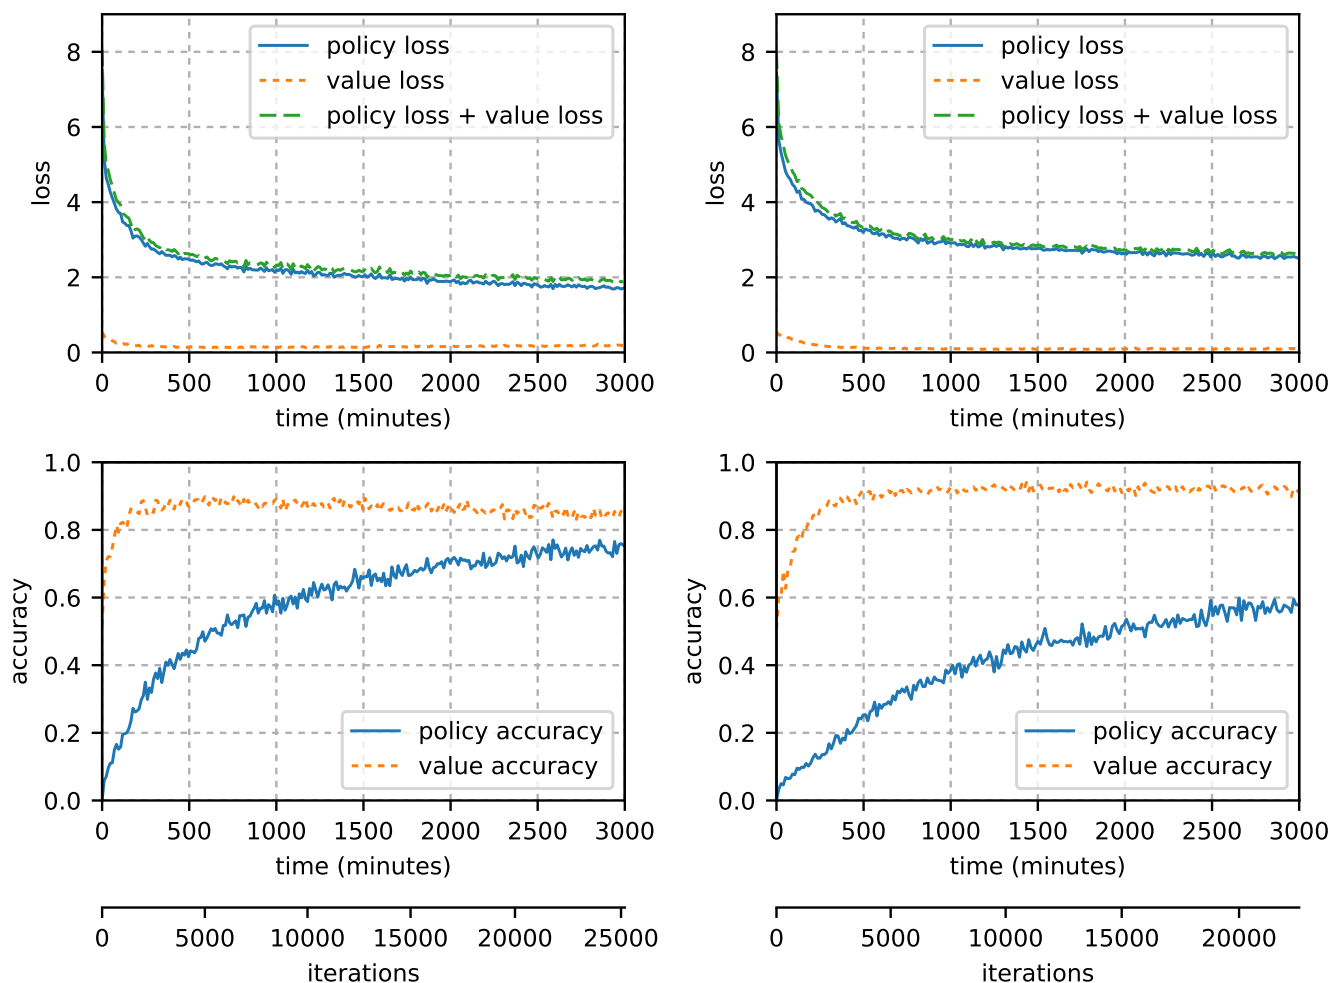 8
6
4
2
0
loss
policy loss
value loss
policy loss + value loss
0 500 1000 1500 2000 2500 3000
time (minutes)
8
6
4
2
0
loss
policy loss
value loss
policy loss + value loss
0 500 1000 1500 2000 2500 3000
time (minutes)
1.0
0.8
0.6
0.4
0.2
0.0
accuracy
policy accuracy
value accuracy
0 500 1000 1500 2000 2500 3000
time (minutes)
0 5000 10000 15000 20000 25000
iterations
1.0
0.8
0.6
0.4
0.2
0.0
accuracy
policy accuracy
value accuracy
0 500 1000 1500 2000 2500 3000
time (minutes)
0 5000 10000 15000 20000
iterations